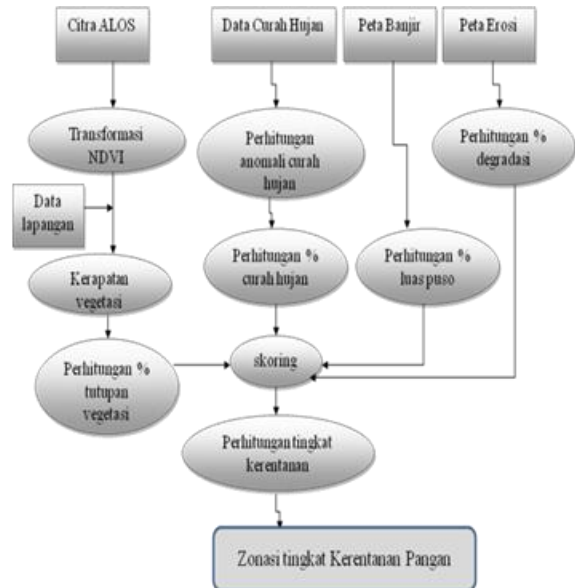 Citra ALOS
Data Curah Hujan
Peta Banjir
Peta Erosi
Transformasi
NDVI
Perhitungan
anomali curah
hujan
Perhitungan %
degradasi
Data
lapangan
Kerapatan
vegetasi
Perhitungan %
curah hujan
Perhitungan %
luas puso
Perhitungan %
tutupan
vegetasi
skoring
Perhitungan tingkat
kerentanan
Zonasi tingkat Kerentanan Pangan